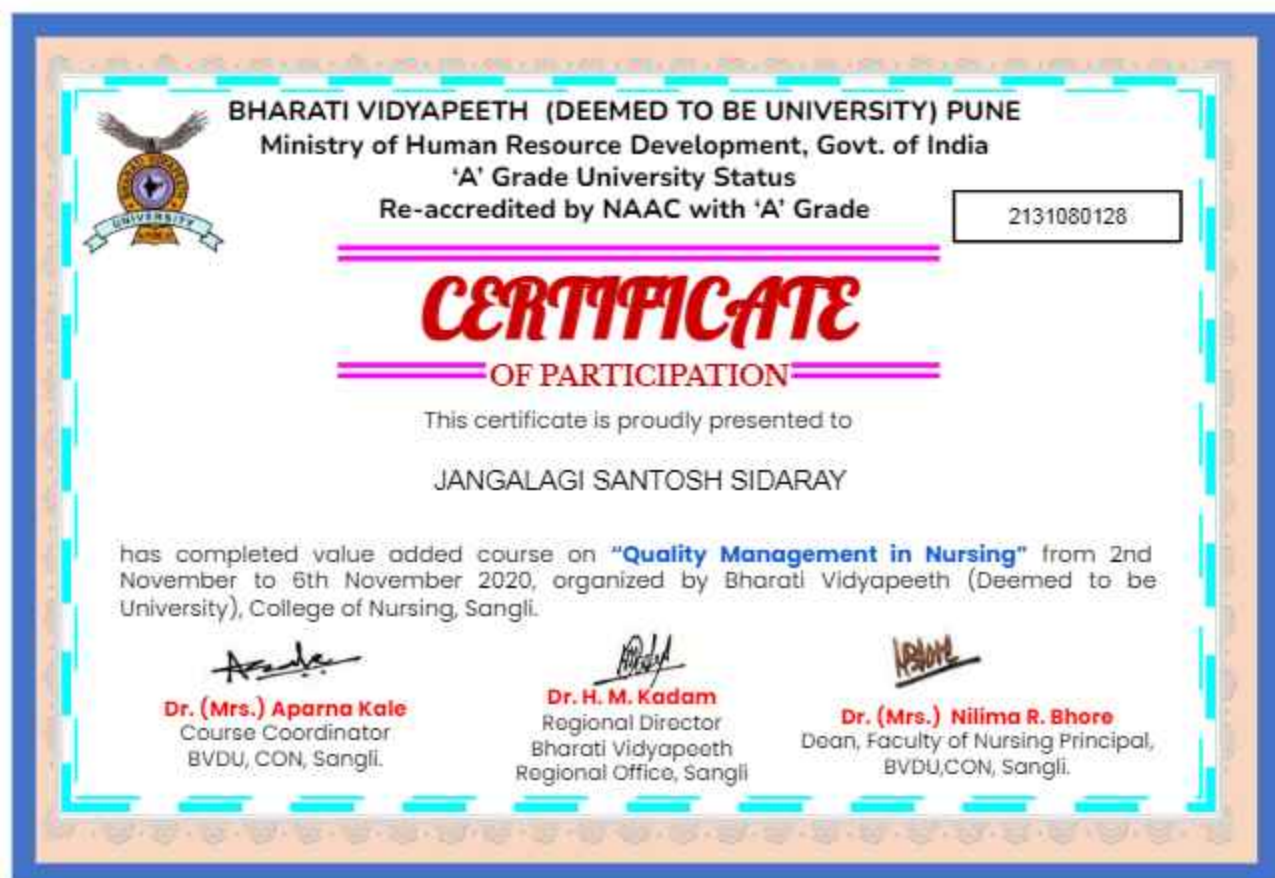 BHARATI VIDYAPEETH (DEEMED TO BE UNIVERSITY) PUNE
Ministry of Human Resource Development, Govt. of India
‘A’ Grade University Status
Re-accredited by NAAC with ‘A’ Grade
2131080128
BHARATI VIDYAPEETH
UNIVERSITY
CERTIFICATE
OF PARTICIPATION
This certificate is proudly presented to
JANGALAGI SANTOSH SIDARAY
has completed value added course on “Quality Management in Nursing” from 2nd
November to 6th November 2020, organized by Bharati Vidyapeeth (Deemed to be
University), College of Nursing, Sangli.
Dr. (Mrs.) Aparna Kale
Course Coordinator
BVDU, CON, Sangli.
Dr. H. M. Kadam
Regional Director
Bharati Vidyapeeth
Regional Office, Sangli
Dr. (Mrs.) Nilima R. Bhore
Dean, Faculty of Nursing Principal,
BVDU,CON, Sangli.